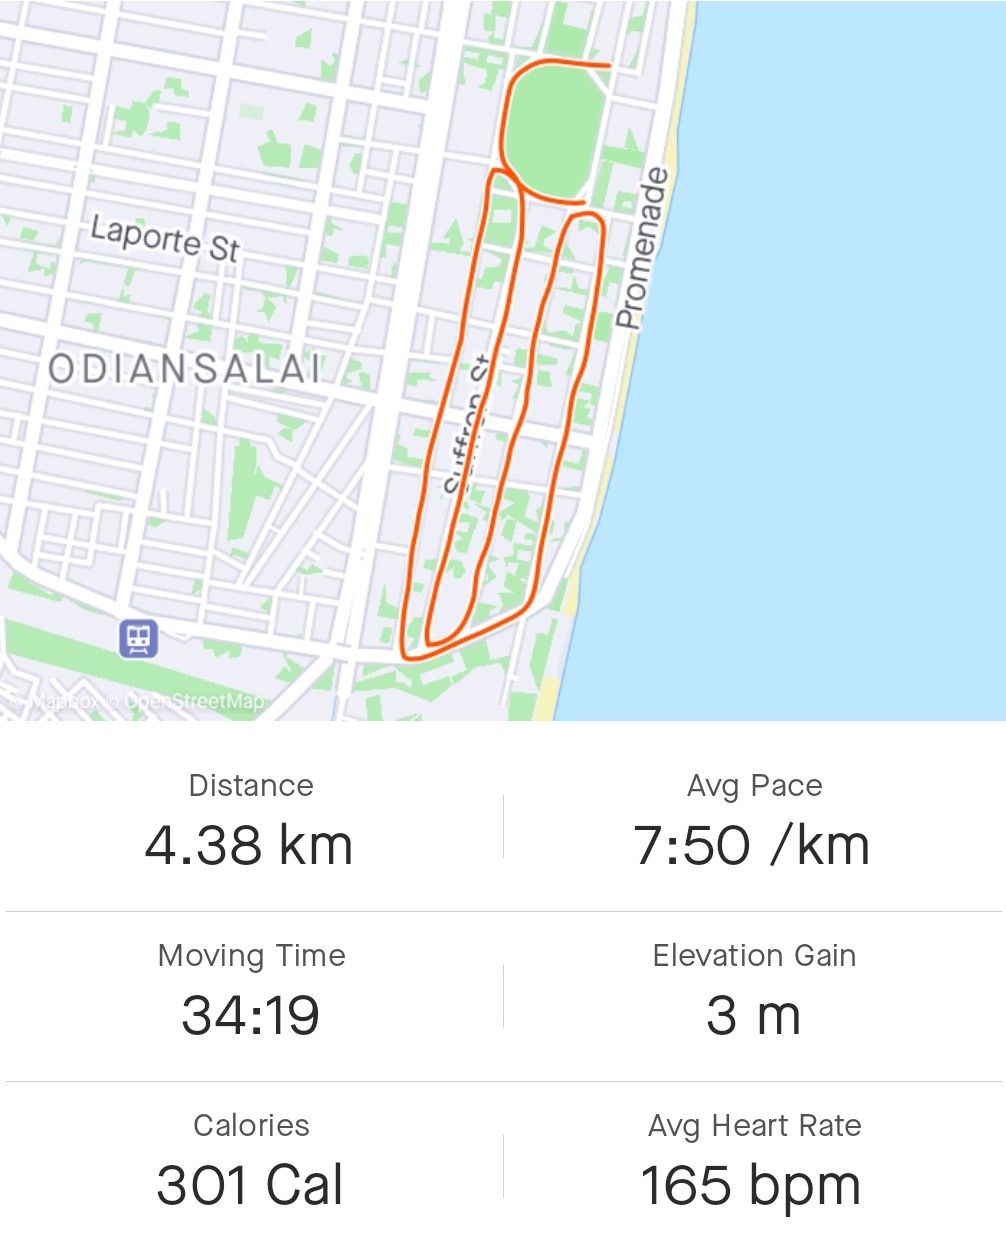 Laporte St
Promenade
ODIANSALAI
Suffren St
© Mapbox © OpenStreetMap
Distance
Avg Pace
4.38 km
7:50 /km
Moving Time
Elevation Gain
34:19
3 m
Calories
Avg Heart Rate
301 Cal
165 bpm